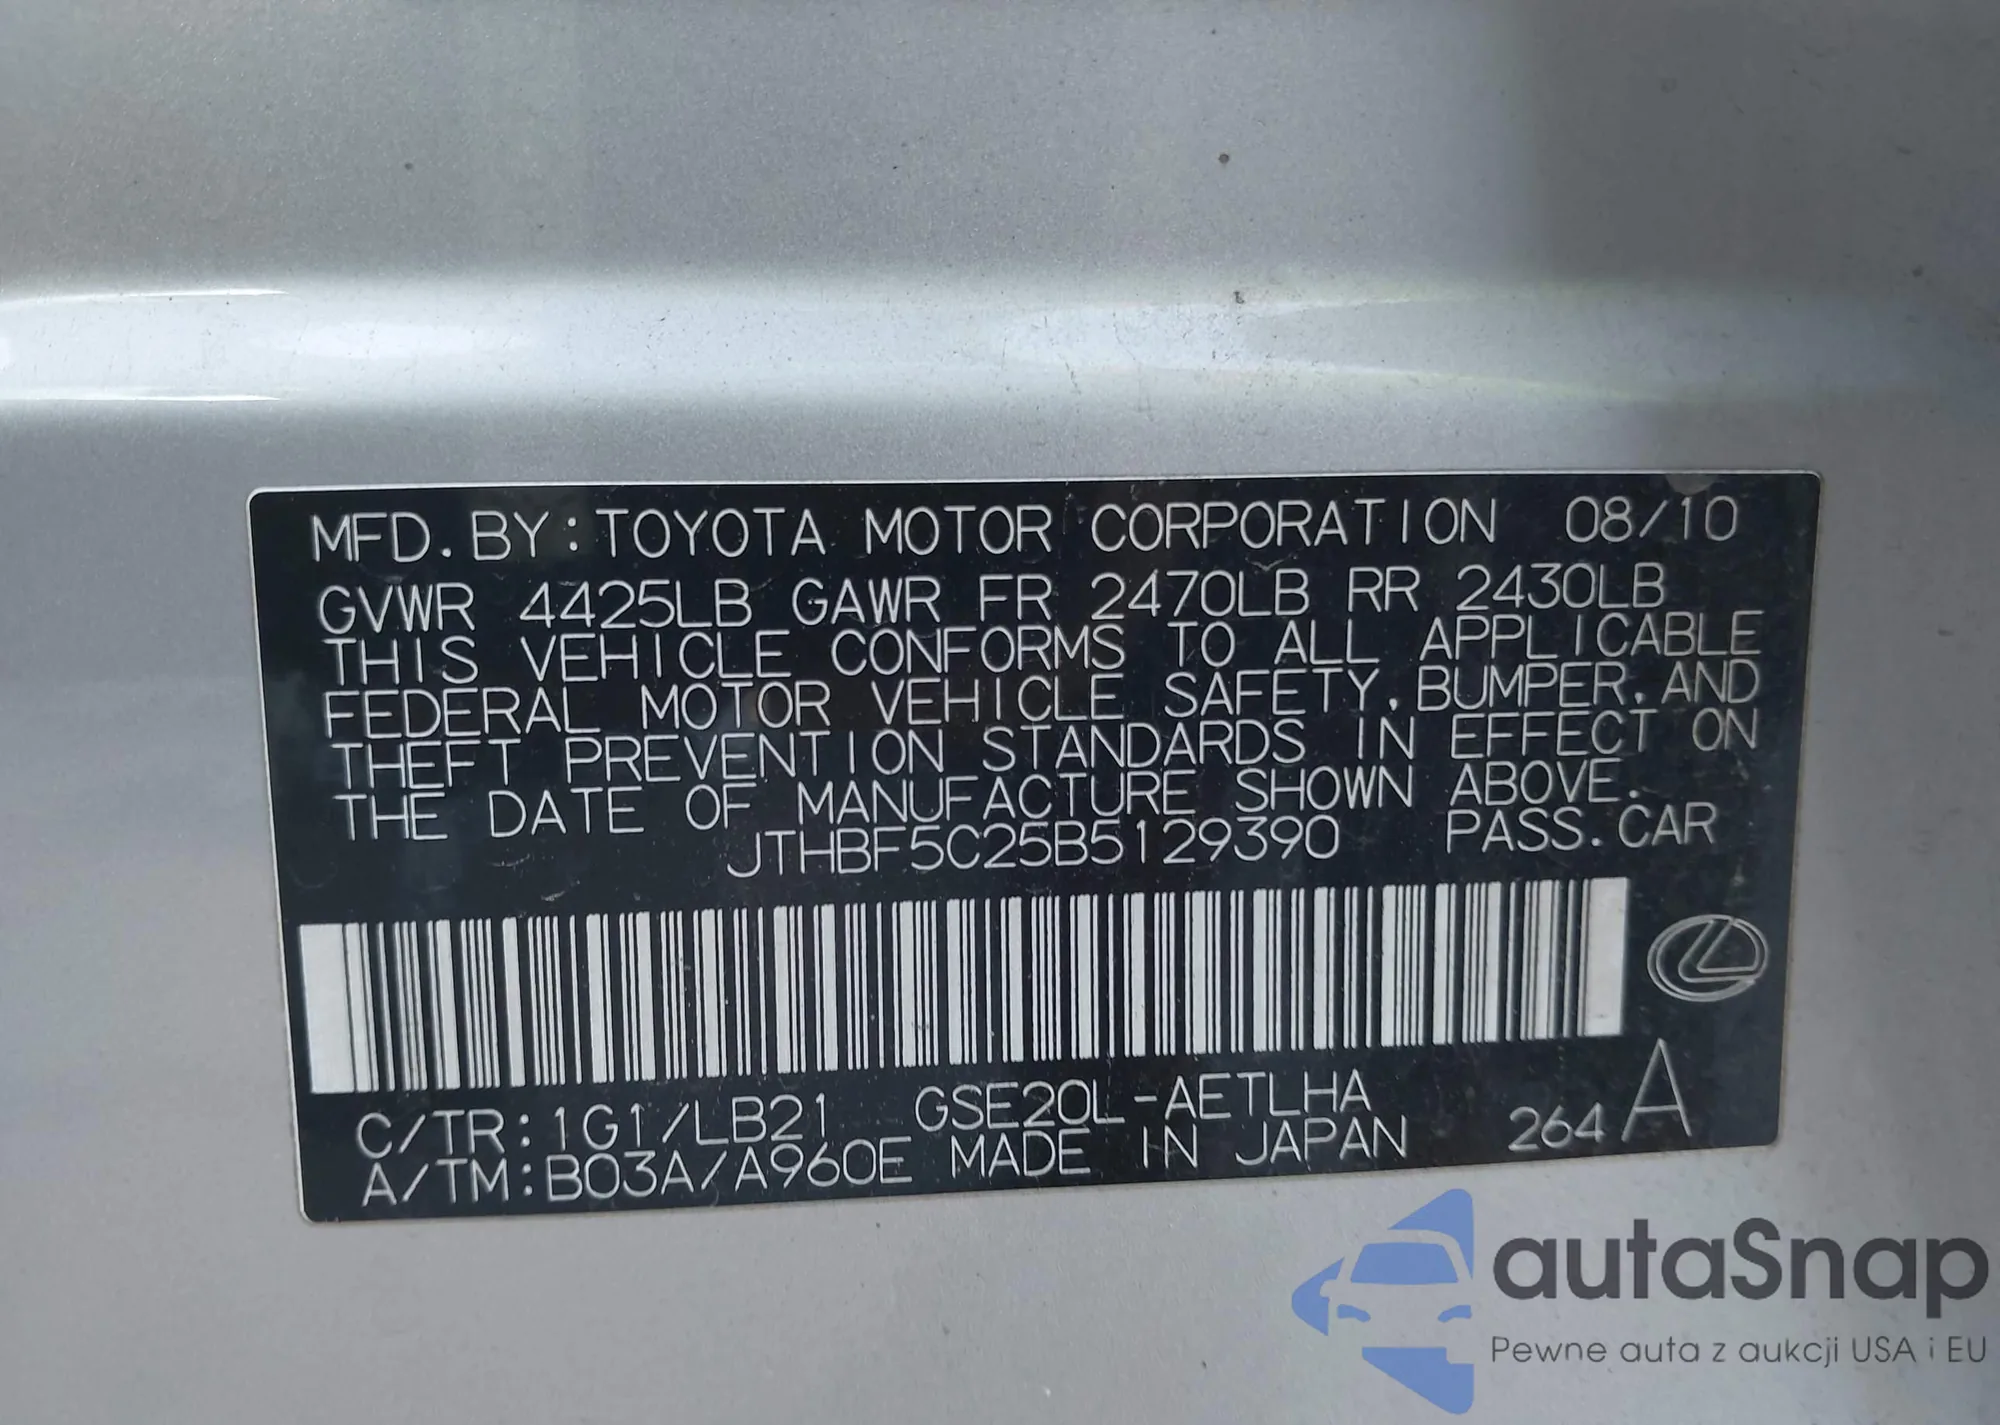 MFD. BY: TOYOTA MOTOR CORPORATION 08/10
GVWR 4425LB GAWR FR 2470LB RR 2430LB
THIS VEHICLE CONFORMS TO ALL APPLICABLE
FEDERAL MOTOR VEHICLE SAFETY, BUMPER, AND
THEFT PREVENTION STANDARDS IN EFFECT ON
THE DATE OF MANUFACTURE SHOWN ABOVE.
JTHBF5C25B5129390 PASS. CAR
C/TR: 1G1/LB21 GSE20L-AETLHA
A/TM: B03A/A960E MADE IN JAPAN 264 A
autaSnap
Pewne auta z aukcji USA i EU